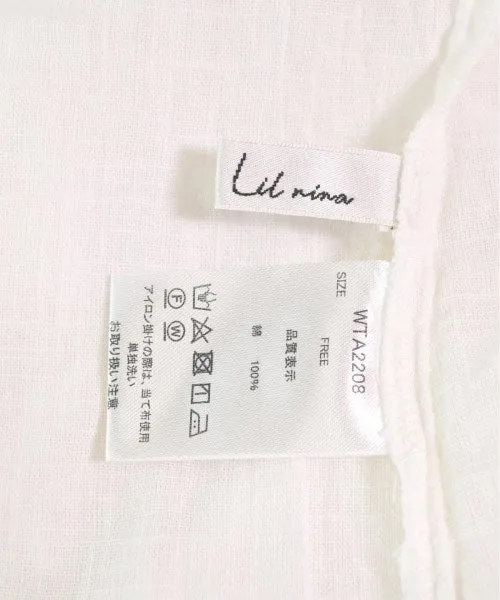 Lil nina
WTA2208
SIZE FREE
品質表示
綿 100%
F W
アイロン掛けの際は、当て布使用
単独洗い
お取り扱い注意